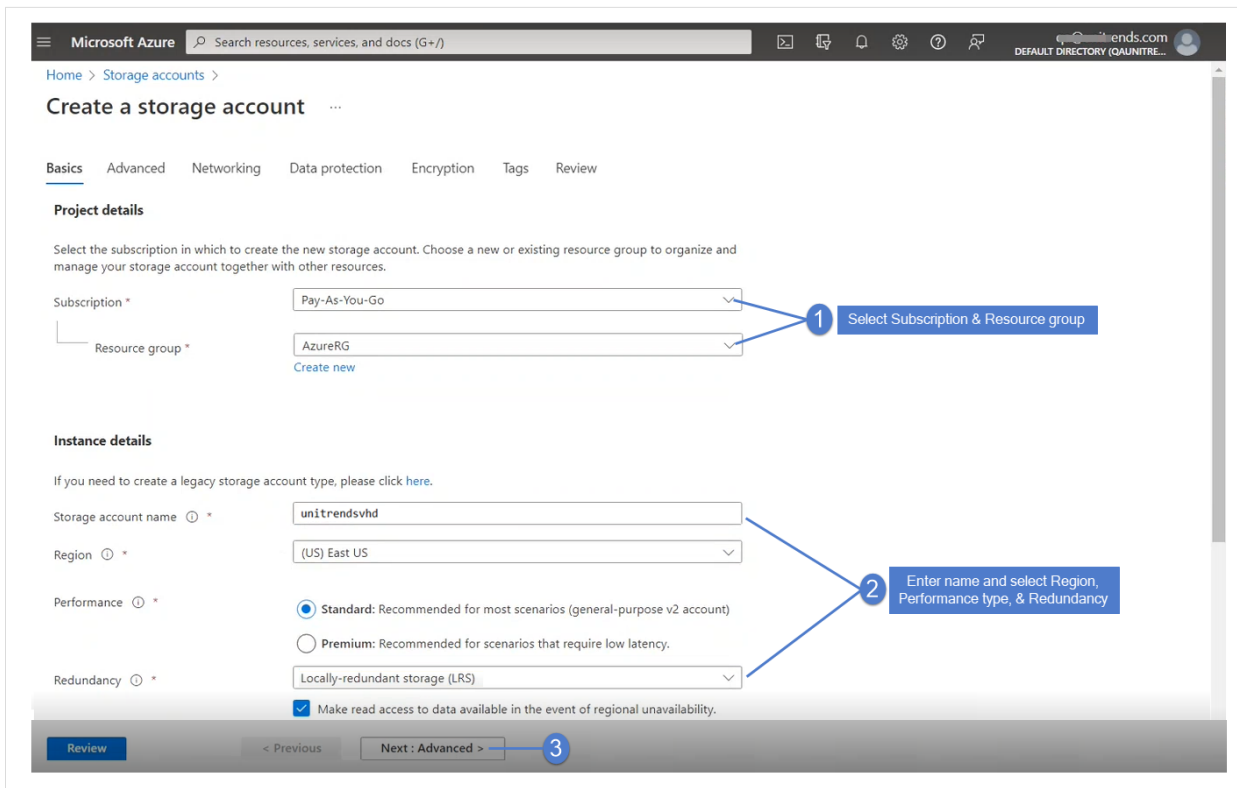 Microsoft Azure
Search resources, services, and docs (G+/)
ends.com
DEFAULT DIRECTORY (QAUNITRE...
Home > Storage accounts >
Create a storage account ...
Basics Advanced Networking Data protection Encryption Tags Review
Project details
Select the subscription in which to create the new storage account. Choose a new or existing resource group to organize and
manage your storage account together with other resources.
Subscription * Pay-As-You-Go
1 Select Subscription & Resource group
Resource group * AzureRG
Create new
Instance details
If you need to create a legacy storage account type, please click here.
Storage account name * unitrendsvhd
Region * (US) East US
2 Enter name and select Region,
Performance type, & Redundancy
Performance * Standard: Recommended for most scenarios (general-purpose v2 account)
Premium: Recommended for scenarios that require low latency.
Redundancy * Locally-redundant storage (LRS)
Make read access to data available in the event of regional unavailability.
Review < Previous Next : Advanced > 3